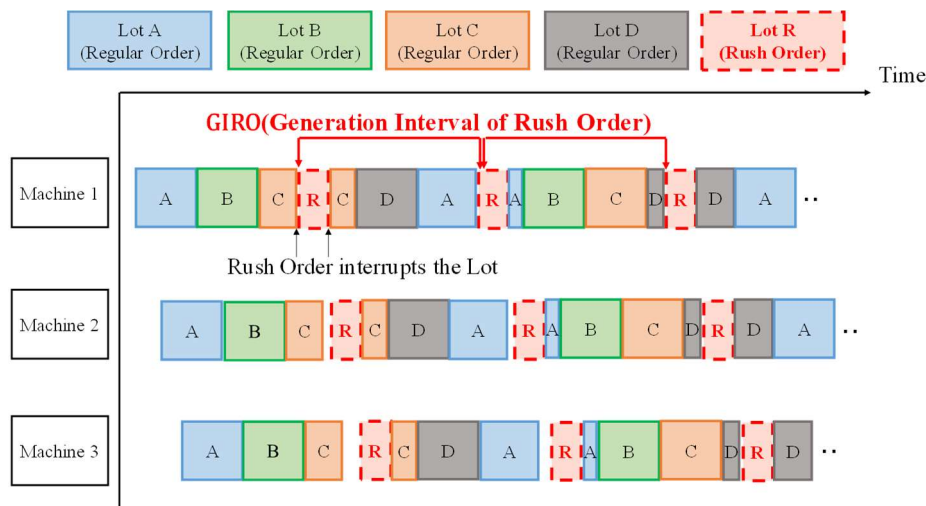 Lot A
(Regular Order)
Lot B
(Regular Order)
Lot C
(Regular Order)
Lot D
(Regular Order)
Lot R
(Rush Order)
Time
GIRO(Generation Interval of Rush Order)
Machine 1
A B C R C D A R A B C D R D A ··
Rush Order interrupts the Lot
Machine 2
A B C R C D A R A B C D R D A ··
Machine 3
A B C R C D A R A B C D R D ··